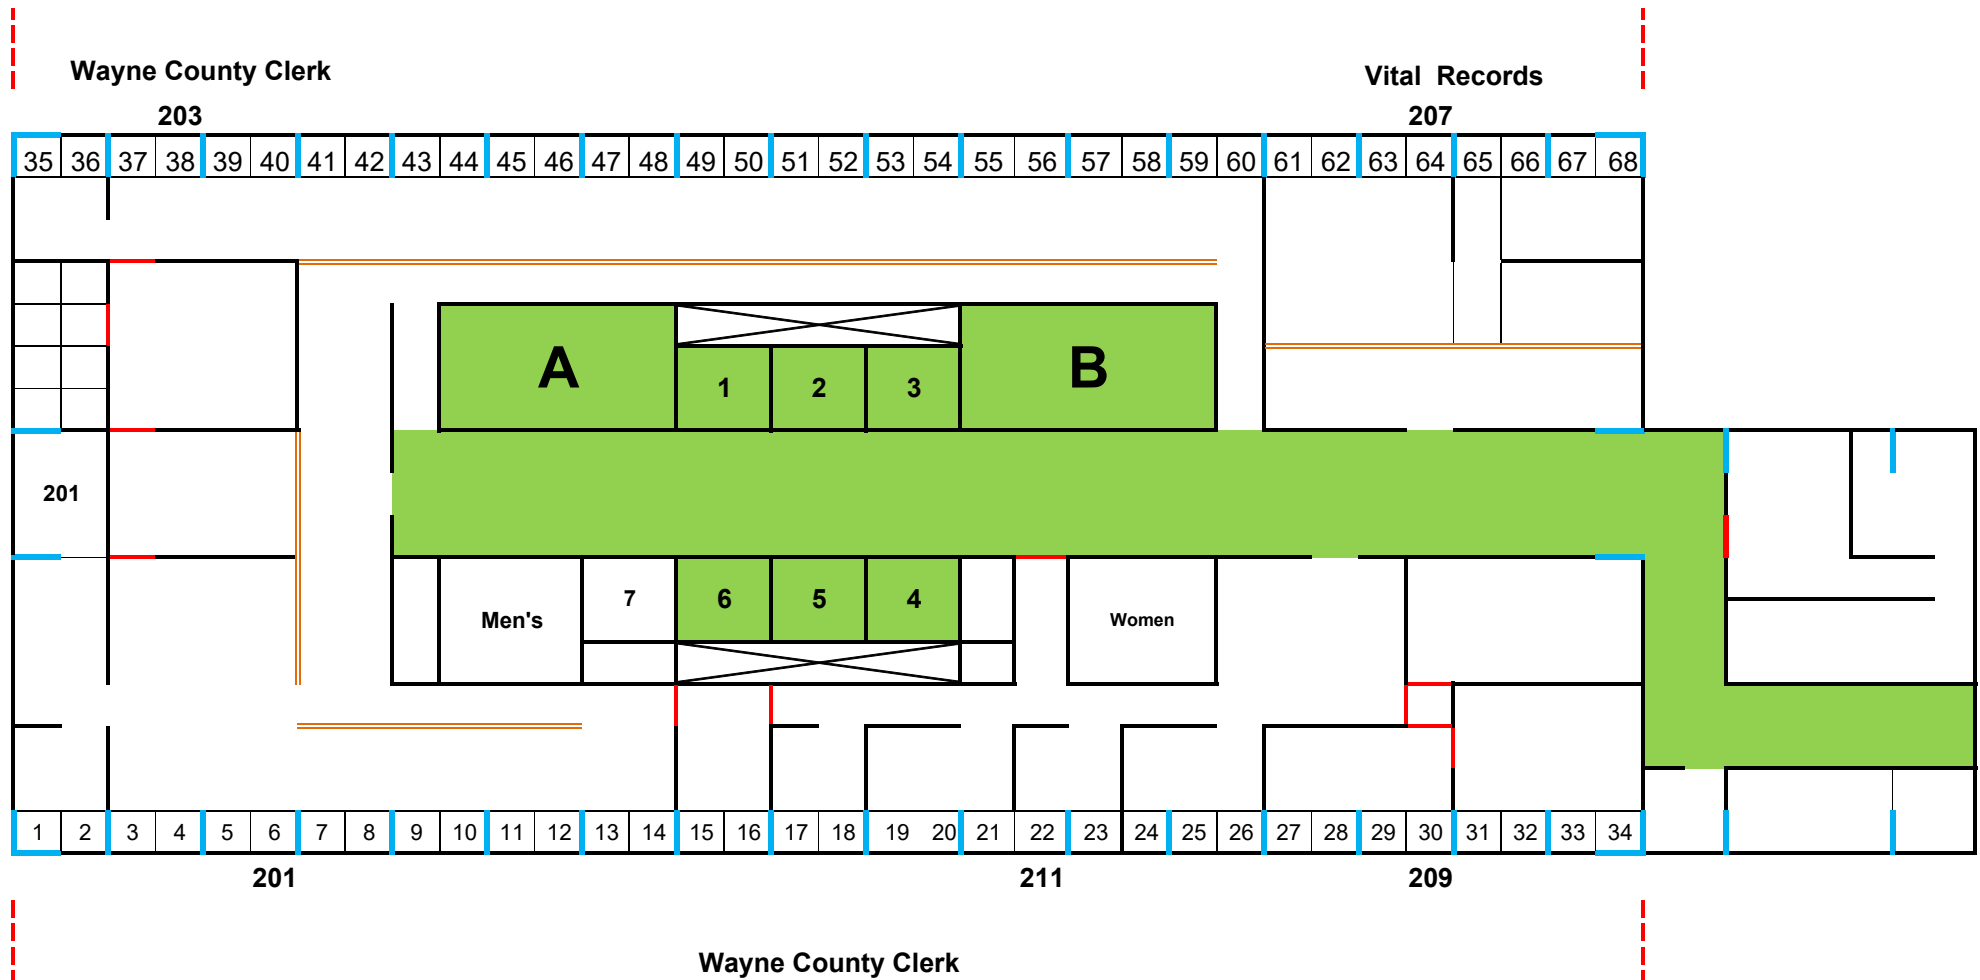 Wayne County Clerk
Vital Records
203
207
35 36 37 38 39 40 41 42 43 44 45 46 47 48 49 50 51 52 53 54 55 56 57 58 59 60 61 62 63 64 65 66 67 68
A
B
1 2 3
201
7
6 5 4
Men's
Women
1 2 3 4 5 6 7 8 9 10 11 12 13 14 15 16 17 18 19 20 21 22 23 24 25 26 27 28 29 30 31 32 33 34
201
211
209
Wayne County Clerk